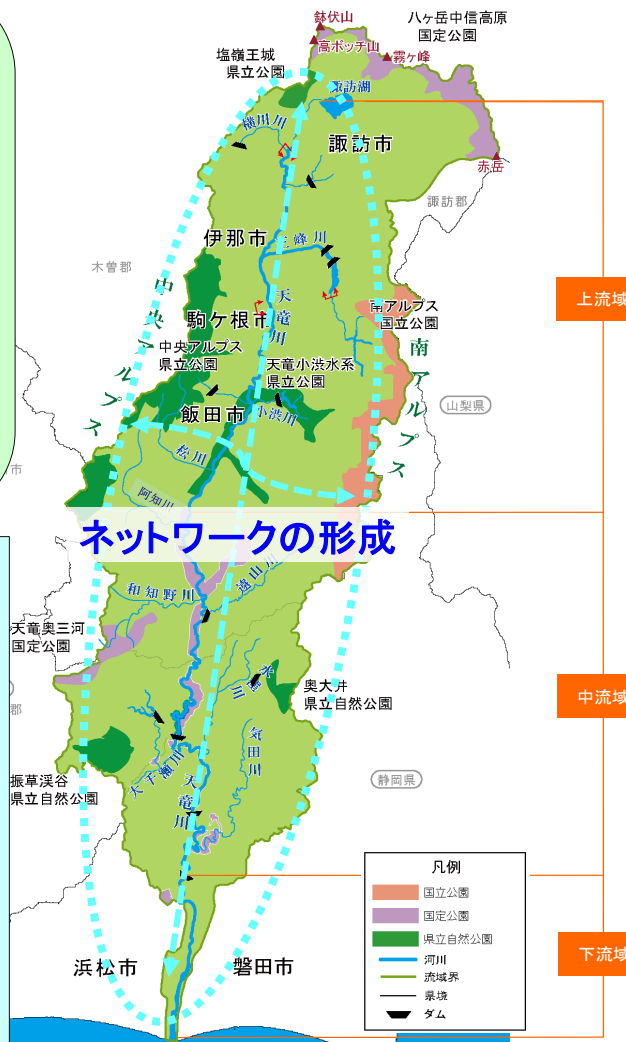 鉢伏山
八ヶ岳中信高原
国定公園
高ボッチ山
塩嶺王城
県立公園
霧ヶ峰
諏訪湖
横川川
諏訪市
赤岳
諏訪郡
伊那市
三峰川
木曽郡
上流域
中央アルプス
天竜川
南アルプス
国立公園
駒ケ根市
中央アルプス
県立公園
天竜小渋水系
県立公園
南アルプス
山梨県
飯田市
小渋川
松川
市
阿知川
ネットワークの形成
遠山川
和知野川
天竜奥三河
国定公園
水窪川
奥大井
県立自然公園
中流域
郡
気田川
大千瀬川
天竜川
静岡県
振草渓谷
県立自然公園
凡例
国立公園
国定公園
県立自然公園
河川
流域界
県境
ダム
下流域
浜松市
磐田市